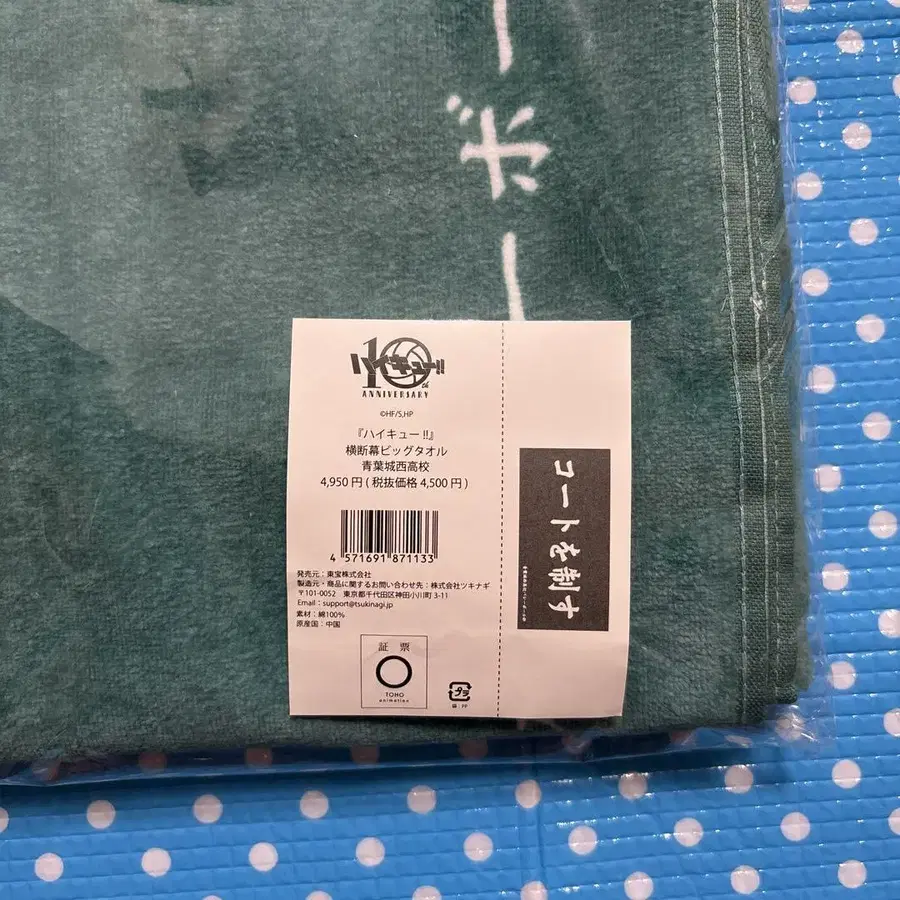 ーボー
ハイキュー!!
10th
ANNIVERSARY
©HF/S,HP
『ハイキュー!!』
横断幕ビッグタオル
青葉城西高校
4,950円(税抜価格4,500円)
4 571691 871133
発売元：東宝株式会社
製造元・商品に関するお問い合わせ先：株式会社ツキナギ
〒101-0052 東京都千代田区神田小川町3-11
Email：support@tsukinagi.jp
素材：綿100%
原産国：中国
証 票
TOHO
animation
プラ
袋：PP
コートを制す